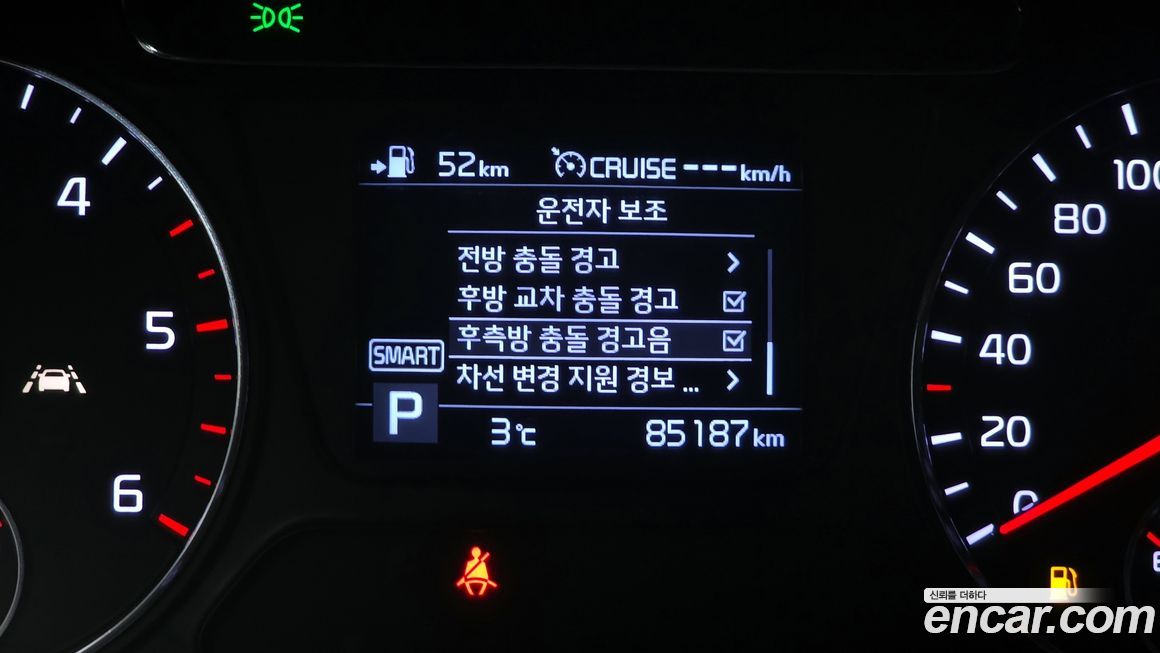 52km CRUISE ---km/h
운전자 보조
전방 충돌 경고
후방 교차 충돌 경고
후측방 충돌 경고음
차선 변경 지원 경보 ...
SMART
P
3℃ 85187km
4
5
6
100
80
60
40
20
0
E
신뢰를 더하다
encar.com